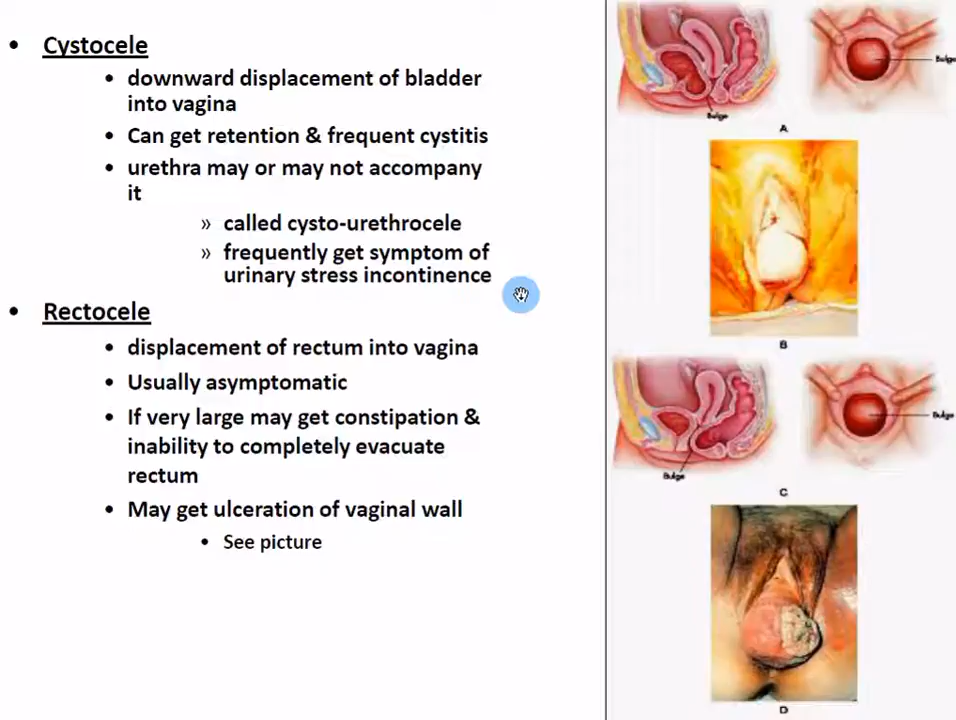 • Cystocele
• downward displacement of bladder
into vagina
• Can get retention & frequent cystitis
• urethra may or may not accompany
it
» called cysto-urethrocele
» frequently get symptom of
urinary stress incontinence
• Rectocele
• displacement of rectum into vagina
• Usually asymptomatic
• If very large may get constipation &
inability to completely evacuate
rectum
• May get ulceration of vaginal wall
• See picture
Bulge
Bulge
A
B
Bulge
Bulge
C
D